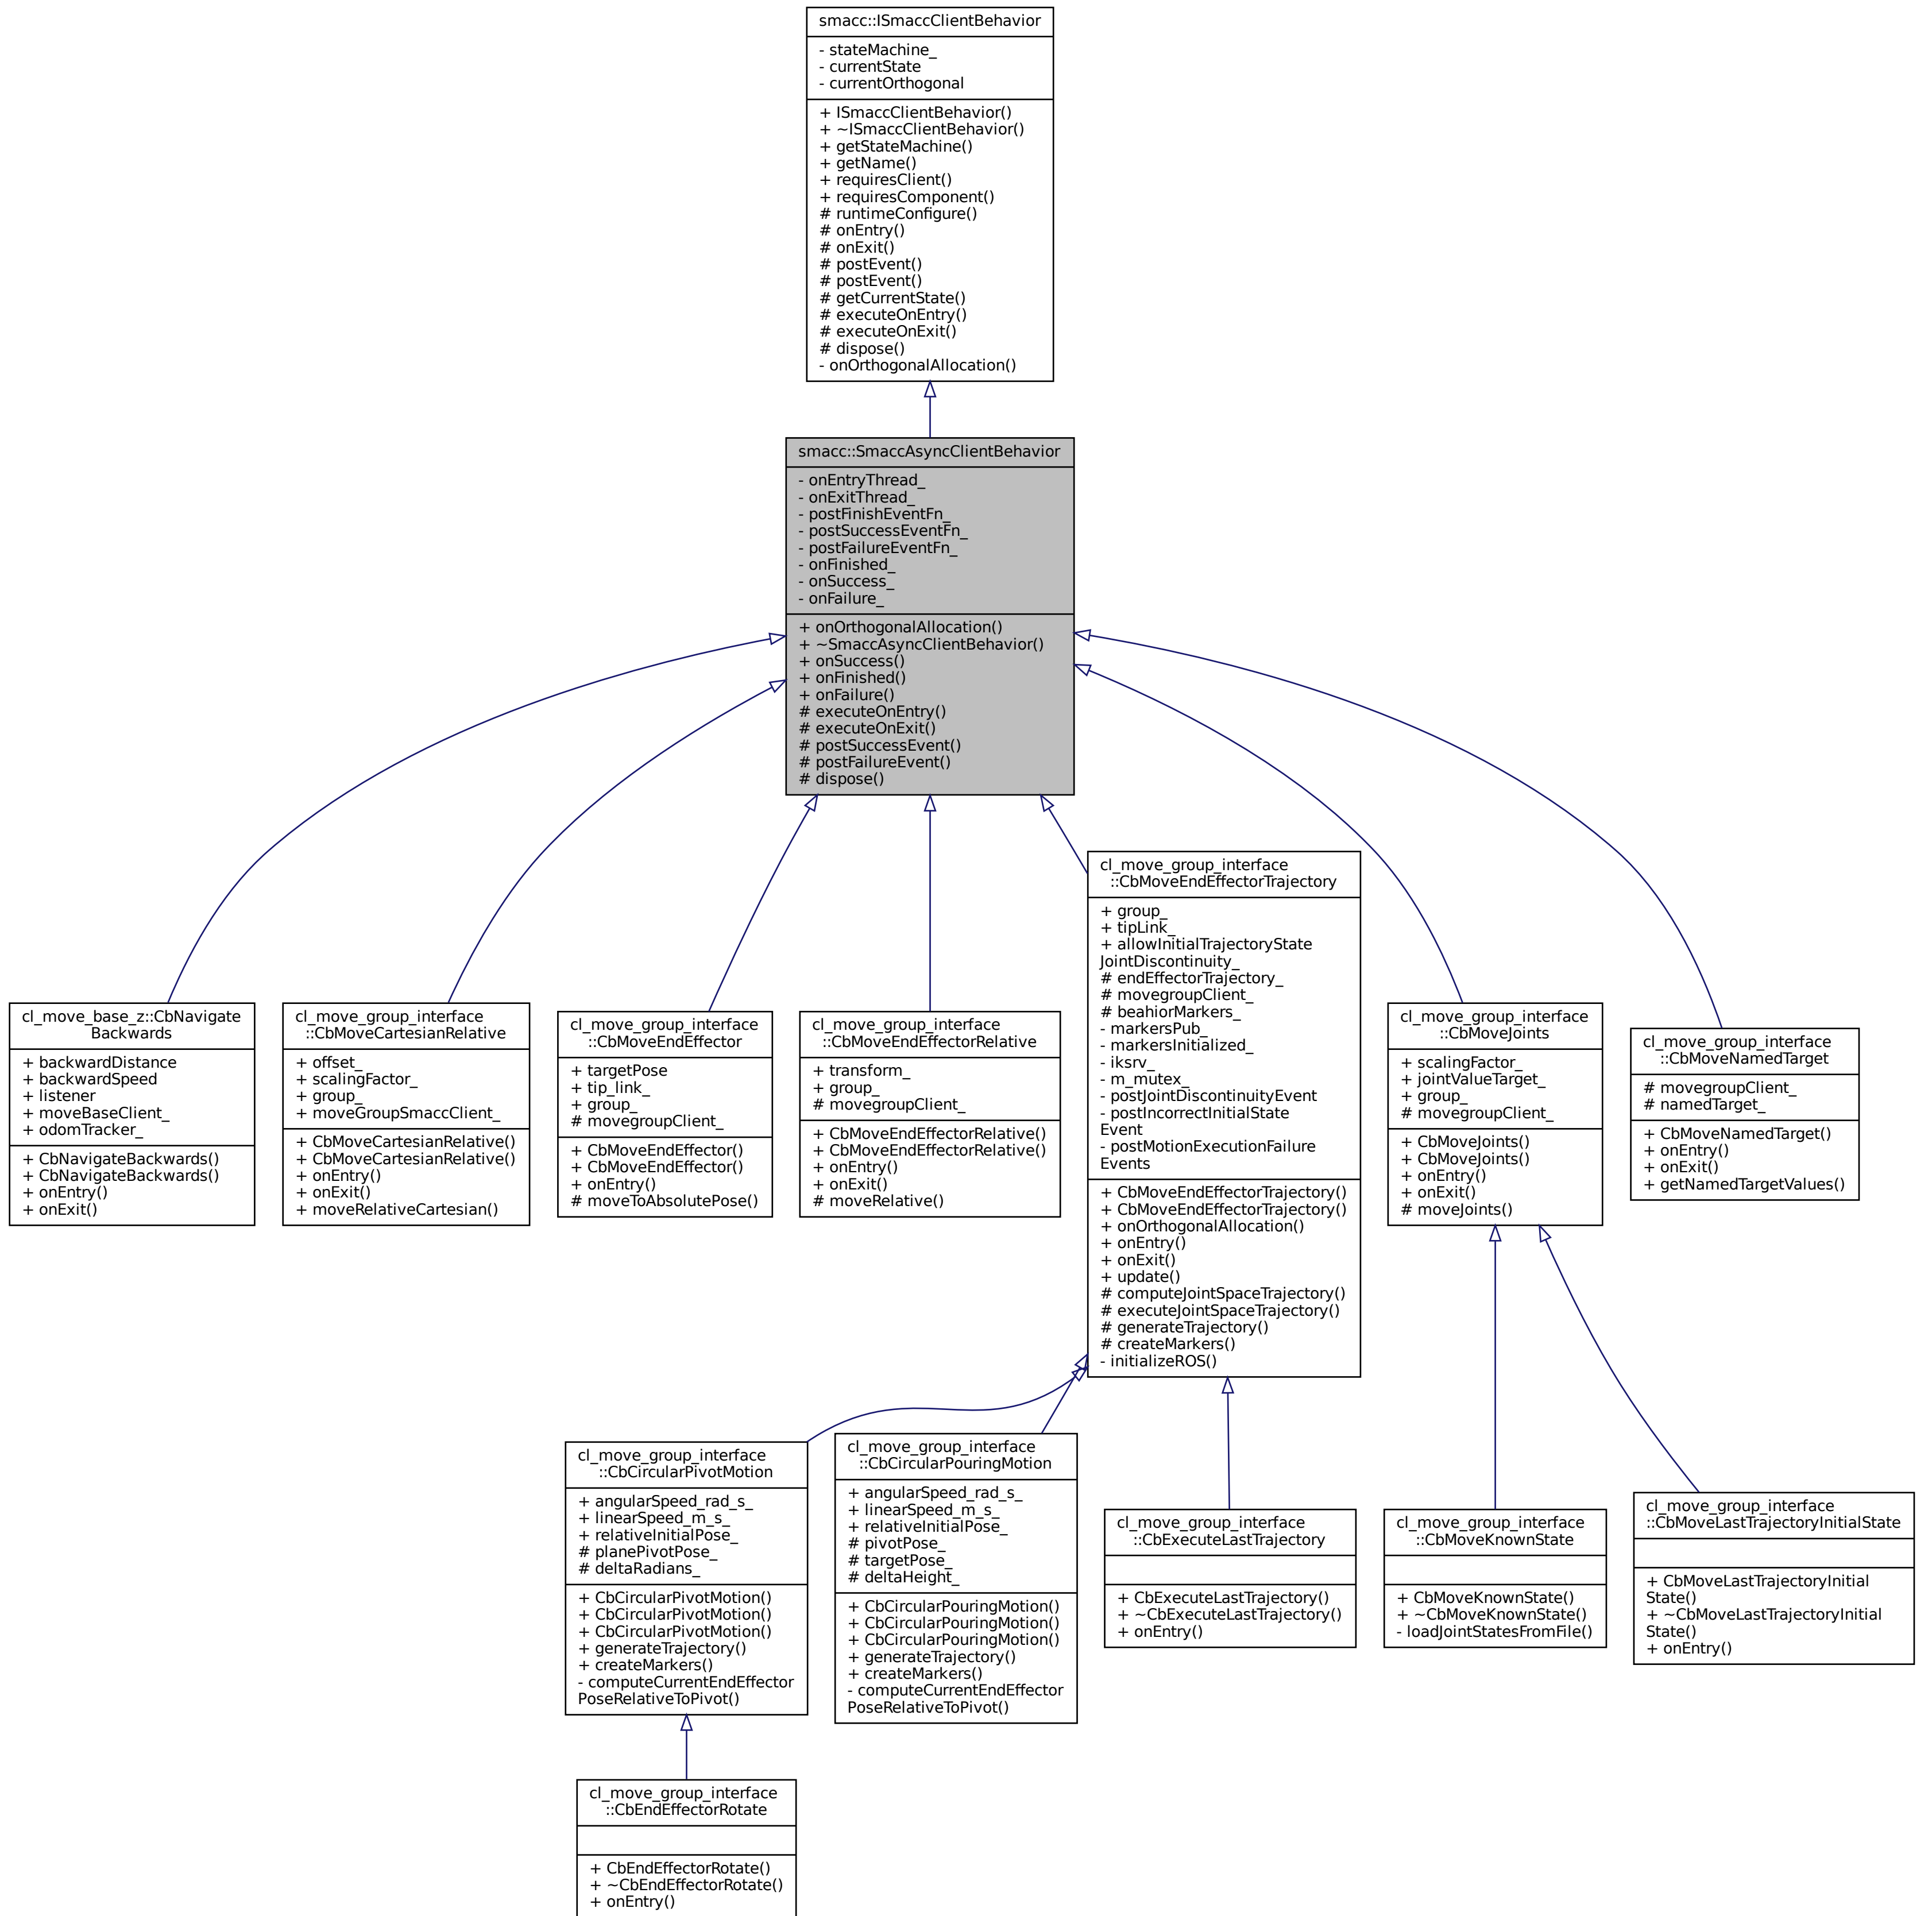 smacc::ISmaccClientBehavior
- stateMachine_
- currentState
- currentOrthogonal
+ ISmaccClientBehavior()
+ ~ISmaccClientBehavior()
+ getStateMachine()
+ getName()
+ requiresClient()
+ requiresComponent()
# runtimeConfigure()
# onEntry()
# onExit()
# postEvent()
# postEvent()
# getCurrentState()
# executeOnEntry()
# executeOnExit()
# dispose()
- onOrthogonalAllocation()
smacc::SmaccAsyncClientBehavior
- onEntryThread_
- onExitThread_
- postFinishEventFn_
- postSuccessEventFn_
- postFailureEventFn_
- onFinished_
- onSuccess_
- onFailure_
+ onOrthogonalAllocation()
+ ~SmaccAsyncClientBehavior()
+ onSuccess()
+ onFinished()
+ onFailure()
# executeOnEntry()
# executeOnExit()
# postSuccessEvent()
# postFailureEvent()
# dispose()
cl_move_base_z::CbNavigate
Backwards
+ backwardDistance
+ backwardSpeed
+ listener
+ moveBaseClient_
+ odomTracker_
+ CbNavigateBackwards()
+ CbNavigateBackwards()
+ onEntry()
+ onExit()
cl_move_group_interface
::CbMoveCartesianRelative
+ offset_
+ scalingFactor_
+ group_
+ moveGroupSmaccClient_
+ CbMoveCartesianRelative()
+ CbMoveCartesianRelative()
+ onEntry()
+ onExit()
+ moveRelativeCartesian()
cl_move_group_interface
::CbMoveEndEffector
+ targetPose
+ tip_link_
+ group_
# movegroupClient_
+ CbMoveEndEffector()
+ CbMoveEndEffector()
+ onEntry()
# moveToAbsolutePose()
cl_move_group_interface
::CbMoveEndEffectorRelative
+ transform_
+ group_
# movegroupClient_
+ CbMoveEndEffectorRelative()
+ CbMoveEndEffectorRelative()
+ onEntry()
+ onExit()
# moveRelative()
cl_move_group_interface
::CbMoveEndEffectorTrajectory
+ group_
+ tipLink_
+ allowInitialTrajectoryState
JointDiscontinuity_
# endEffectorTrajectory_
# movegroupClient_
# beahiorMarkers_
- markersPub_
- markersInitialized_
- iksrv_
- m_mutex_
- postJointDiscontinuityEvent
- postIncorrectInitialState
Event
- postMotionExecutionFailure
Events
+ CbMoveEndEffectorTrajectory()
+ CbMoveEndEffectorTrajectory()
+ onOrthogonalAllocation()
+ onEntry()
+ onExit()
+ update()
# computeJointSpaceTrajectory()
# executeJointSpaceTrajectory()
# generateTrajectory()
# createMarkers()
- initializeROS()
cl_move_group_interface
::CbMoveJoints
+ scalingFactor_
+ jointValueTarget_
+ group_
# movegroupClient_
+ CbMoveJoints()
+ CbMoveJoints()
+ onEntry()
+ onExit()
# moveJoints()
cl_move_group_interface
::CbMoveNamedTarget
# movegroupClient_
# namedTarget_
+ CbMoveNamedTarget()
+ onEntry()
+ onExit()
+ getNamedTargetValues()
cl_move_group_interface
::CbCircularPivotMotion
+ angularSpeed_rad_s_
+ linearSpeed_m_s_
+ relativeInitialPose_
# planePivotPose_
# deltaRadians_
+ CbCircularPivotMotion()
+ CbCircularPivotMotion()
+ CbCircularPivotMotion()
+ generateTrajectory()
+ createMarkers()
- computeCurrentEndEffector
PoseRelativeToPivot()
cl_move_group_interface
::CbCircularPouringMotion
+ angularSpeed_rad_s_
+ linearSpeed_m_s_
+ relativeInitialPose_
# pivotPose_
# targetPose_
# deltaHeight_
+ CbCircularPouringMotion()
+ CbCircularPouringMotion()
+ CbCircularPouringMotion()
+ generateTrajectory()
+ createMarkers()
- computeCurrentEndEffector
PoseRelativeToPivot()
cl_move_group_interface
::CbExecuteLastTrajectory
+ CbExecuteLastTrajectory()
+ ~CbExecuteLastTrajectory()
+ onEntry()
cl_move_group_interface
::CbMoveKnownState
+ CbMoveKnownState()
+ ~CbMoveKnownState()
- loadJointStatesFromFile()
cl_move_group_interface
::CbMoveLastTrajectoryInitialState
+ CbMoveLastTrajectoryInitial
State()
+ ~CbMoveLastTrajectoryInitial
State()
+ onEntry()
cl_move_group_interface
::CbEndEffectorRotate
+ CbEndEffectorRotate()
+ ~CbEndEffectorRotate()
+ onEntry()